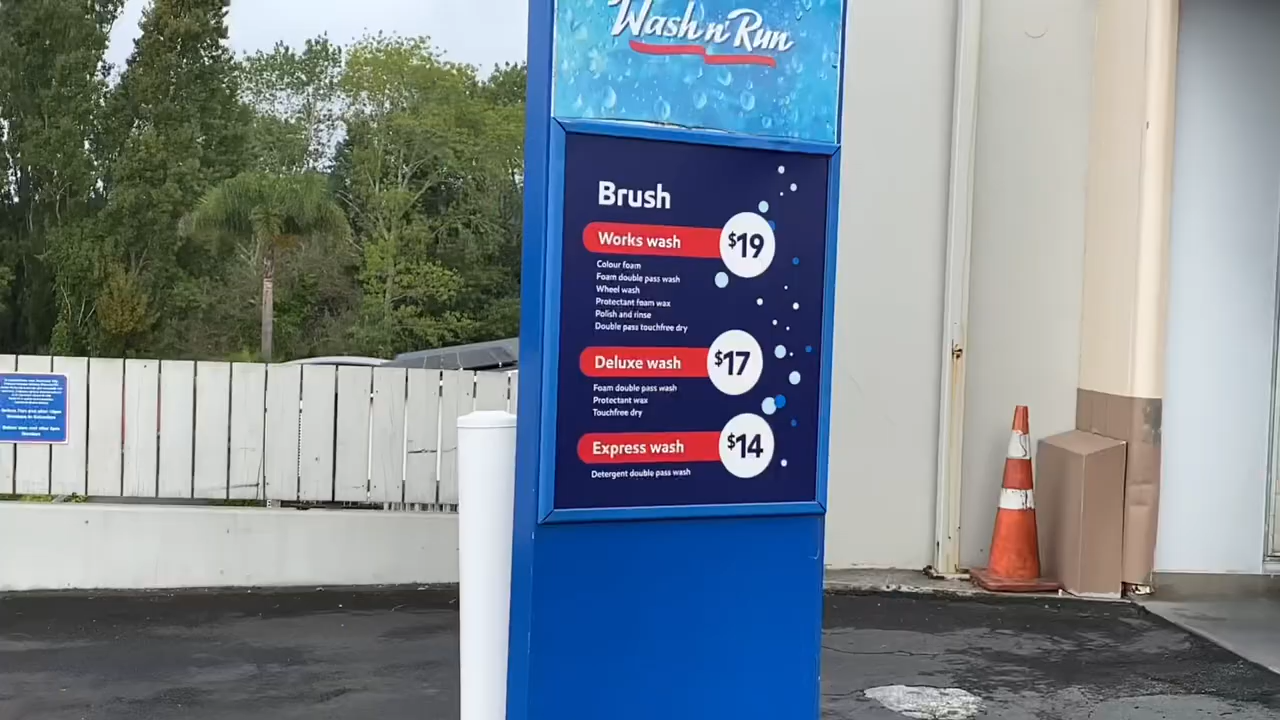 Wash n' Run
Brush
Works wash $19
Colour foam
Foam double pass wash
Wheel wash
Protectant foam wax
Polish and rinse
Double pass touchfree dry
Deluxe wash $17
Foam double pass wash
Protectant wax
Touchfree dry
Express wash $14
Detergent double pass wash